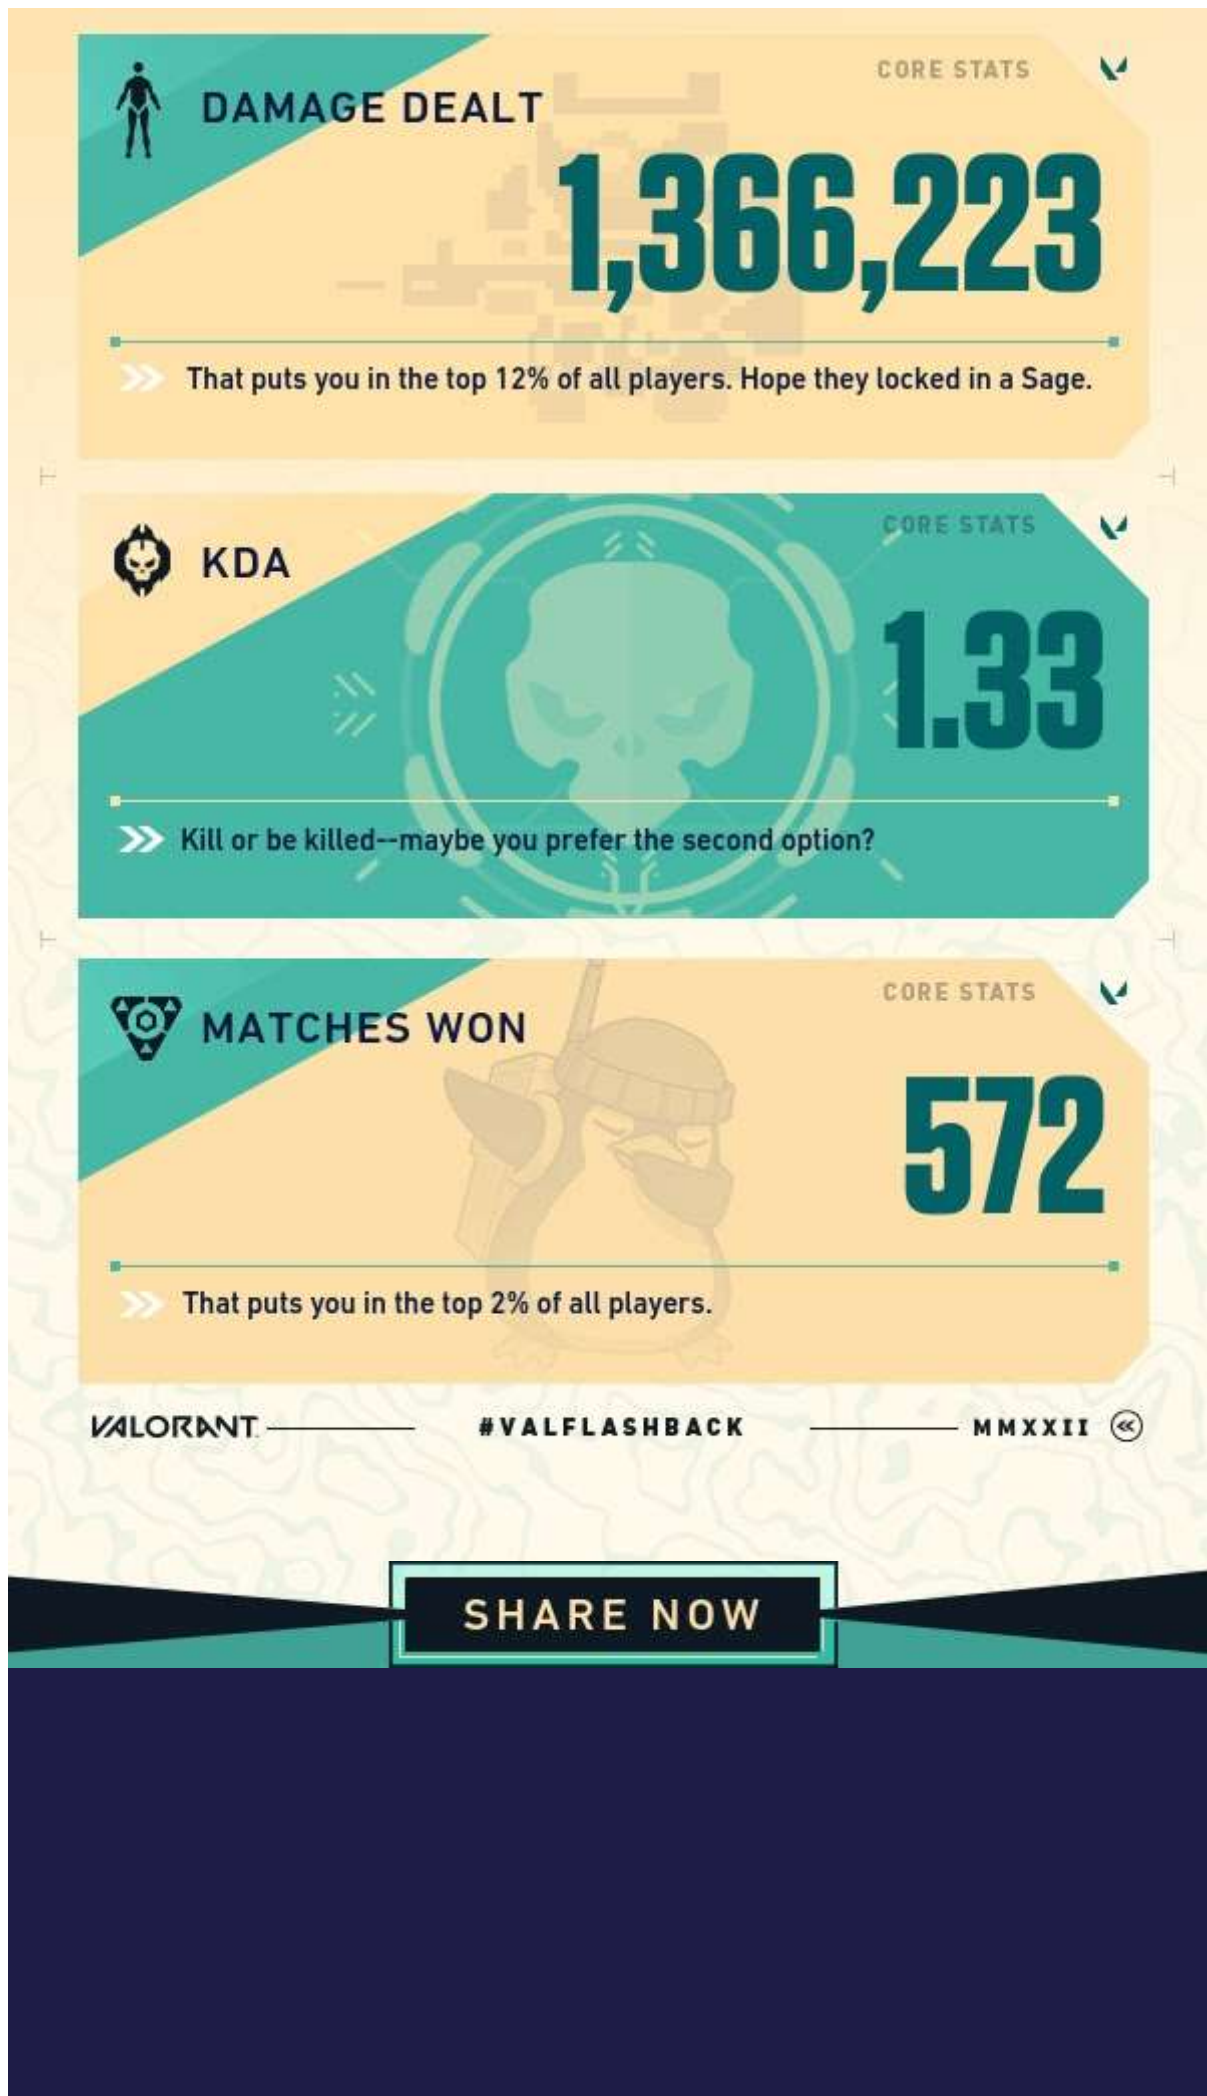 CORE STATS
DAMAGE DEALT
1,366,223
That puts you in the top 12% of all players. Hope they locked in a Sage.
CORE STATS
KDA
1.33
Kill or be killed--maybe you prefer the second option?
CORE STATS
MATCHES WON
572
That puts you in the top 2% of all players.
VALORANT #VALFLASHBACK MMXXII
SHARE NOW